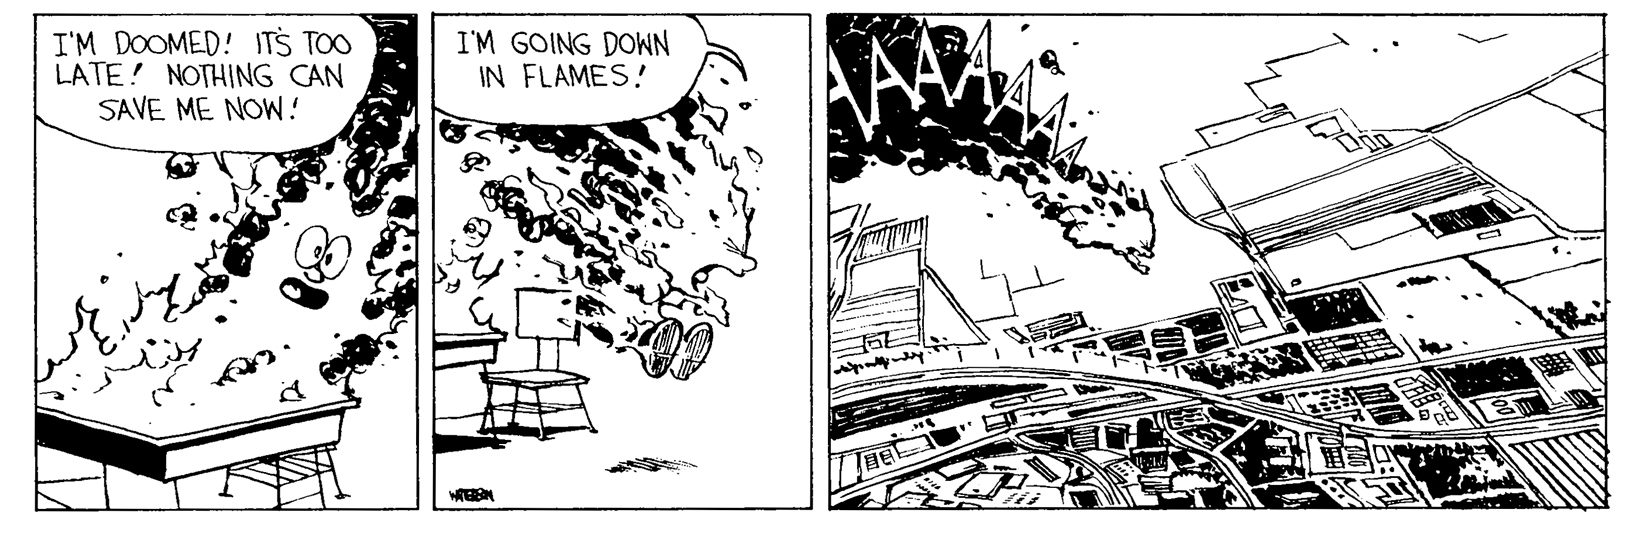 I'M DOOMED! IT'S TOO
LATE! NOTHING CAN
SAVE ME NOW!
I'M GOING DOWN
IN FLAMES!
WATTERSON
AAAAAAAA